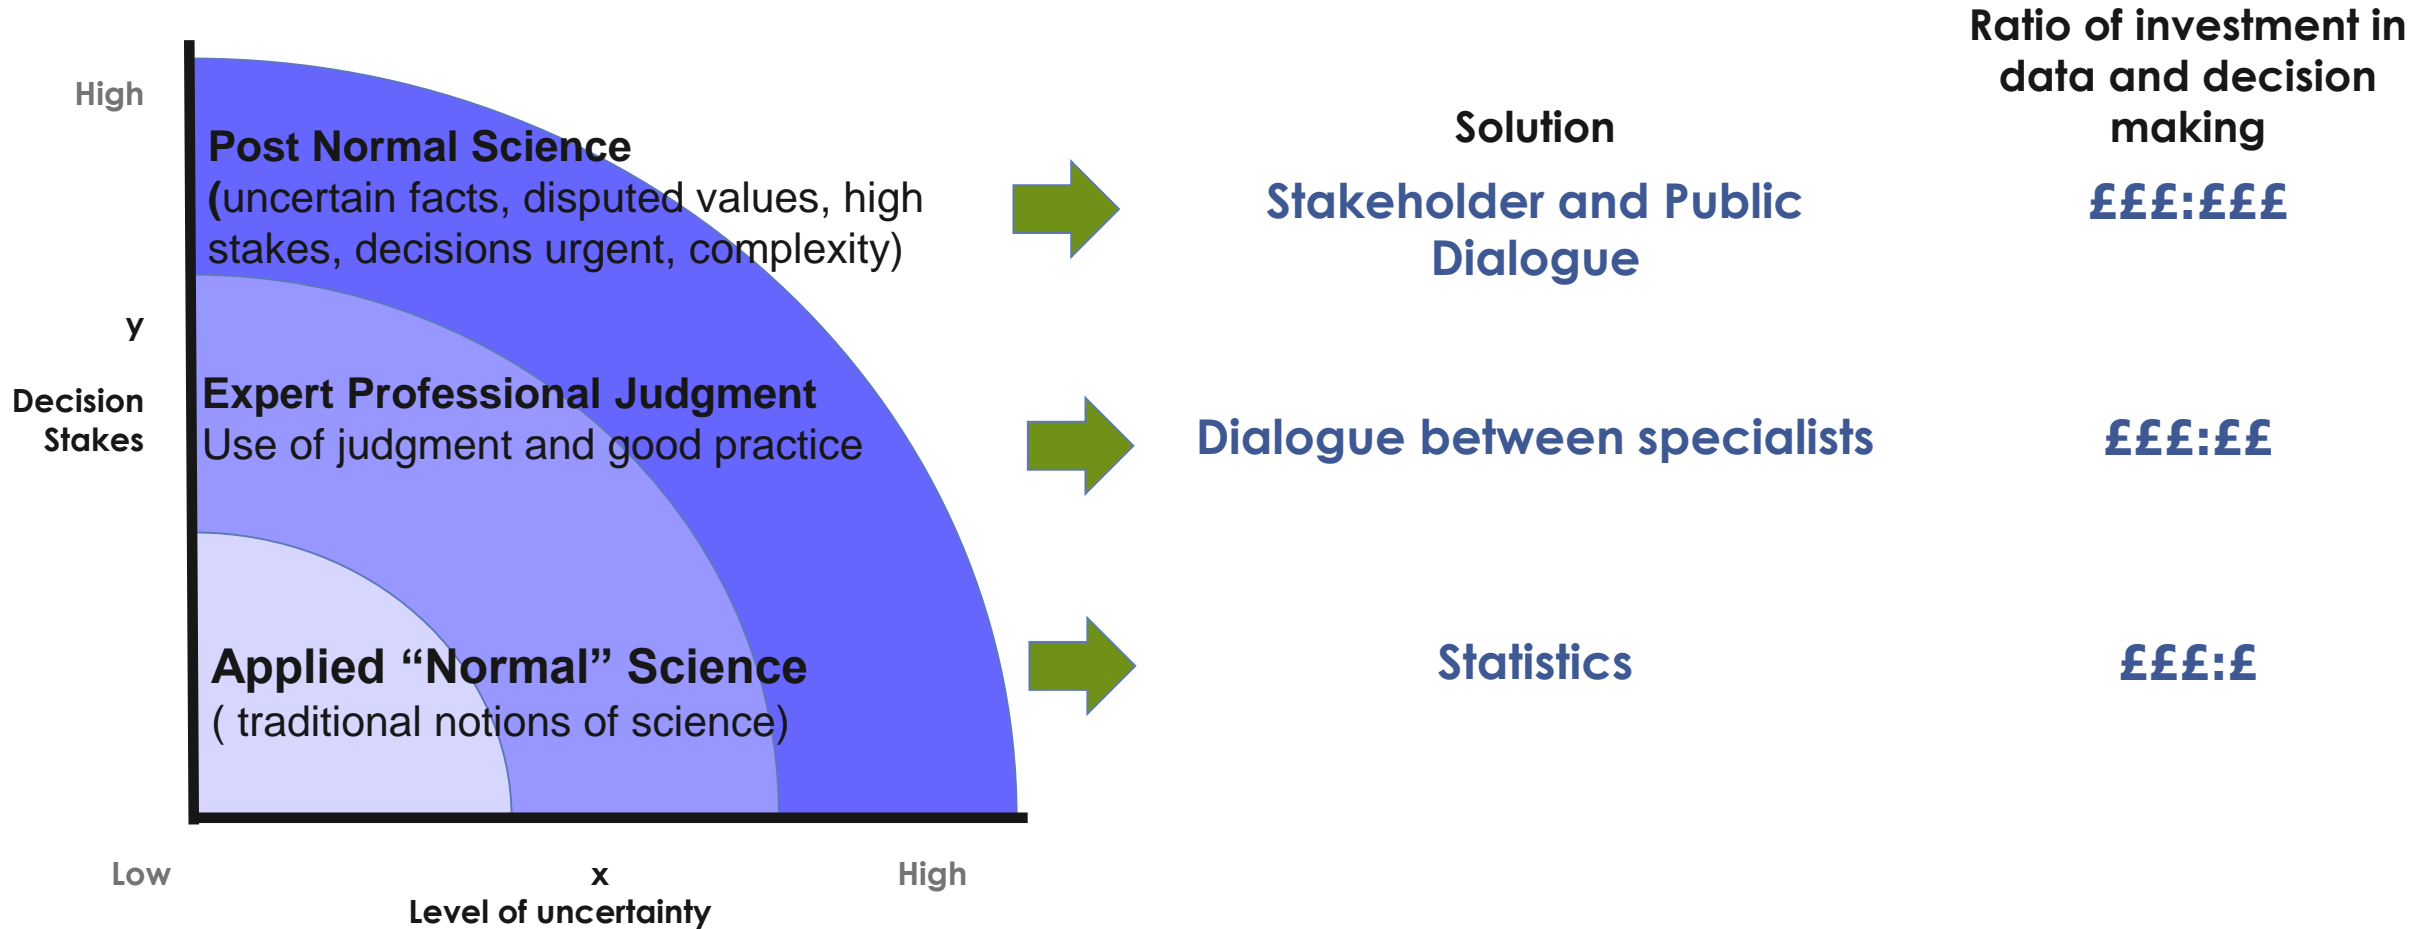 Ratio of investment in
data and decision
making
High
Solution
Post Normal Science
(uncertain facts, disputed values, high
stakes, decisions urgent, complexity)
Stakeholder and Public
Dialogue
£££:£££
y
Decision
Stakes
Expert Professional Judgment
Use of judgment and good practice
Dialogue between specialists
£££:££
Applied “Normal” Science
( traditional notions of science)
Statistics
£££:£
Low
x
High
Level of uncertainty